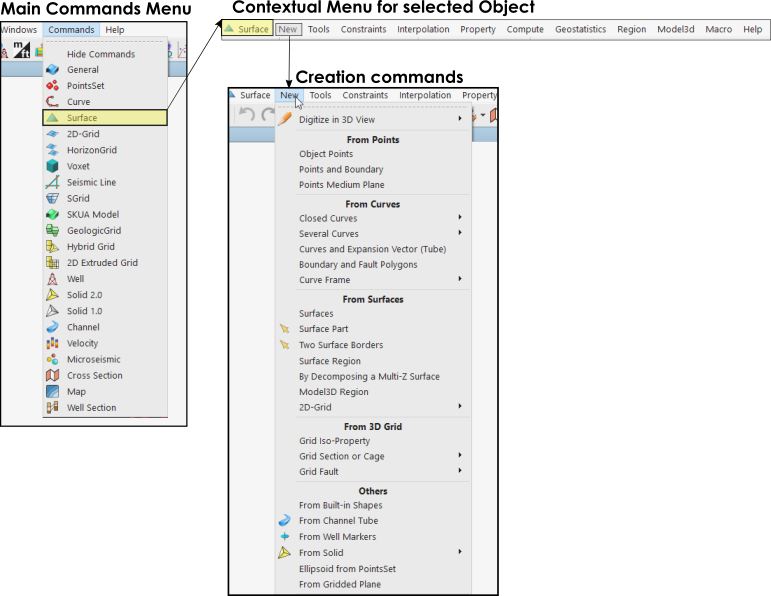 Main Commands Menu
Windows Commands Help
Hide Commands
General
PointsSet
Curve
Surface
2D-Grid
HorizonGrid
Voxet
Seismic Line
SGrid
SKUA Model
GeologicGrid
Hybrid Grid
2D Extruded Grid
Well
Solid 2.0
Solid 1.0
Channel
Velocity
Microseismic
Cross Section
Map
Well Section
Contextual Menu for selected Object
Surface New Tools Constraints Interpolation Property Compute Geostatistics Region Model3d Macro Help
Creation commands
Surface New Tools Constraints Interpolation Property
Digitize in 3D View
From Points
Object Points
Points and Boundary
Points Medium Plane
From Curves
Closed Curves
Several Curves
Curves and Expansion Vector (Tube)
Boundary and Fault Polygons
Curve Frame
From Surfaces
Surfaces
Surface Part
Two Surface Borders
Surface Region
By Decomposing a Multi-Z Surface
Model3D Region
2D-Grid
From 3D Grid
Grid Iso-Property
Grid Section or Cage
Grid Fault
Others
From Built-in Shapes
From Channel Tube
From Well Markers
From Solid
Ellipsoid from PointsSet
From Gridded Plane